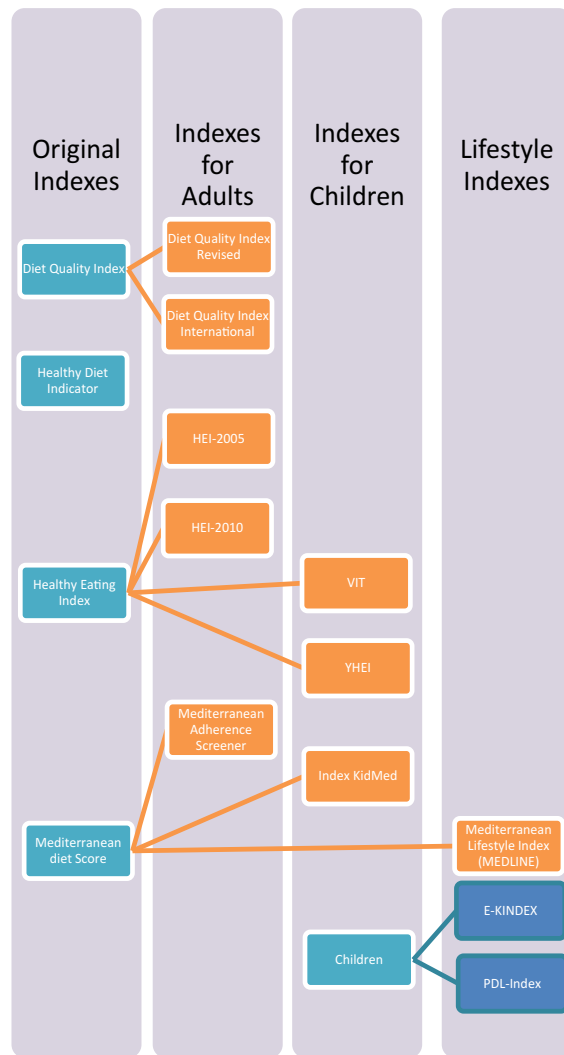 Original
Indexes
Indexes
for
Adults
Indexes
for
Children
Lifestyle
Indexes
Diet Quality Index
Diet Quality Index
Revised
Diet Quality Index
International
Healthy Diet
Indicator
HEI-2005
HEI-2010
Healthy Eating
Index
VIT
YHEI
Mediterranean
Adherence
Screener
Index KidMed
Mediterranean
diet Score
Mediterranean
Lifestyle Index
(MEDLINE)
E-KINDEX
Children
PDL-Index